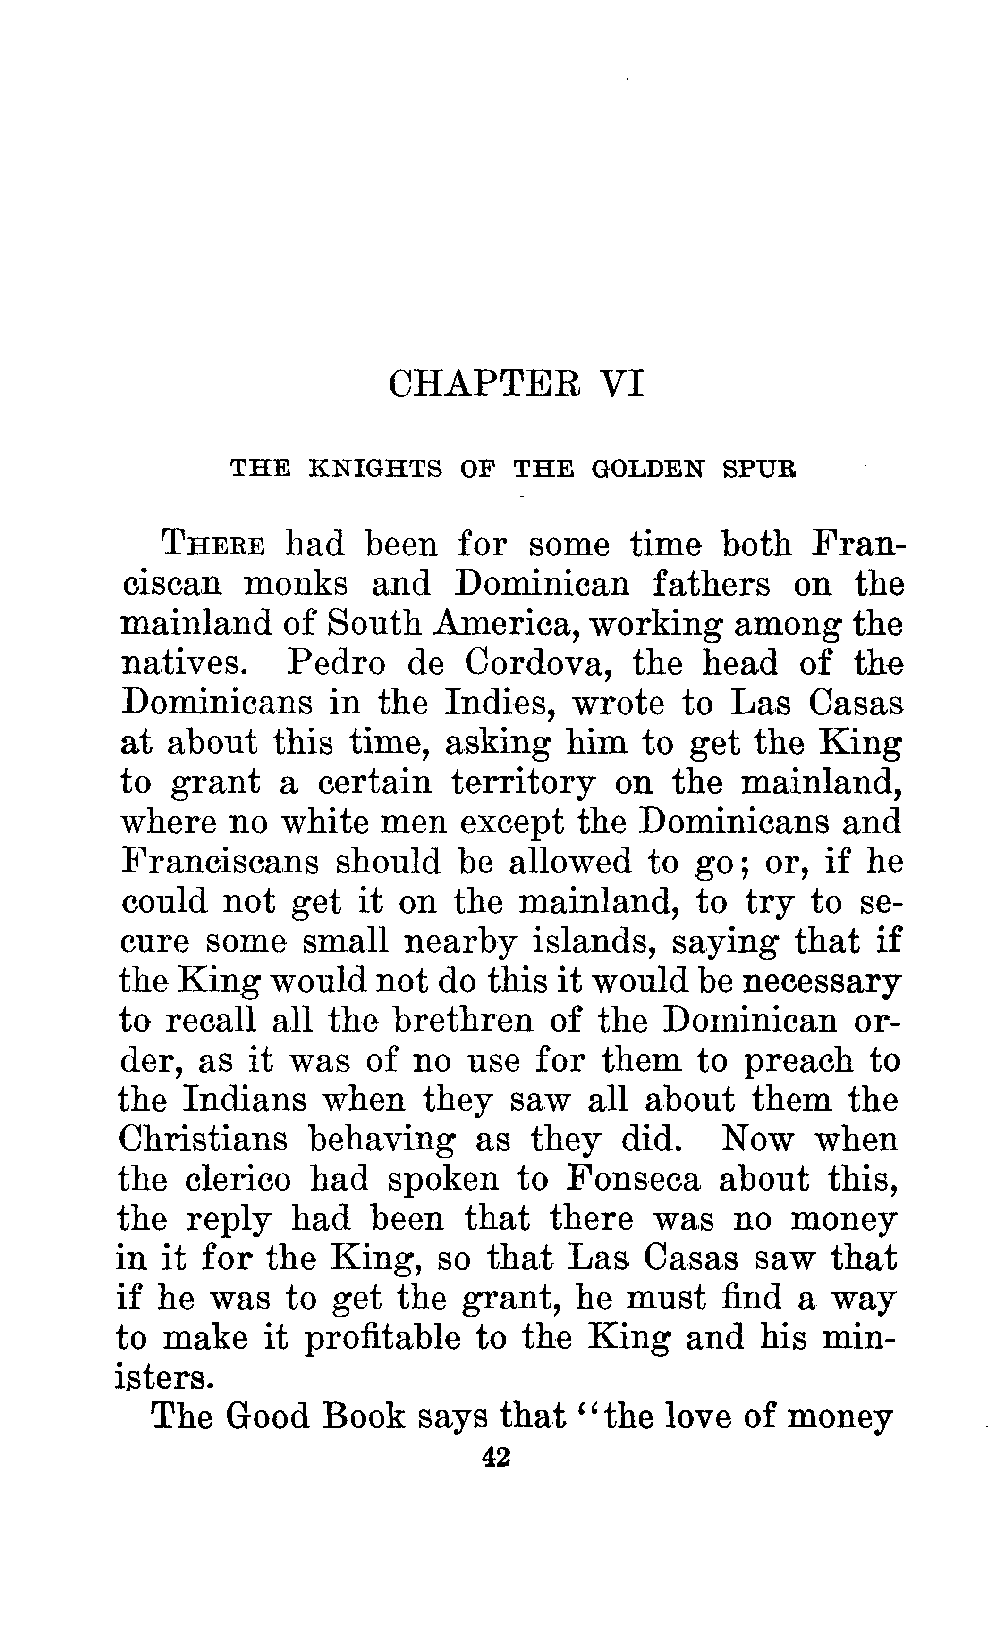 CHAPTER VI
THE KNIGHTS OF THE GOLDEN SPUR
THERE had been for some time both Fran-
ciscan monks and Dominican fathers on the
mainland of South America, working among the
natives. Pedro de Cordova, the head of the
Dominicans in the Indies, wrote to Las Casas
at about this time, asking him to get the King
to grant a certain territory on the mainland,
where no white men except the Dominicans and
Franciscans should be allowed to go; or, if he
could not get it on the mainland, to try to se-
cure some small nearby islands, saying that if
the King would not do this it would be necessary
to recall all the brethren of the Dominican or-
der, as it was of no use for them to preach to
the Indians when they saw all about them the
Christians behaving as they did. Now when
the clerico had spoken to Fonseca about this,
the reply had been that there was no money
in it for the King, so that Las Casas saw that
if he was to get the grant, he must find a way
to make it profitable to the King and his min-
isters.
The Good Book says that "the love of money
42